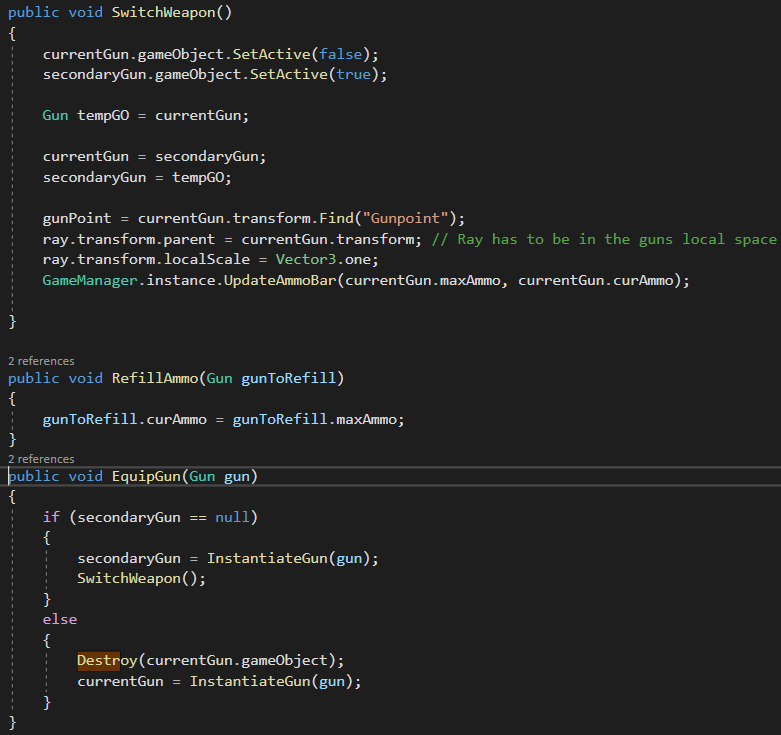 public void SwitchWeapon()
{
currentGun.gameObject.SetActive(false);
secondaryGun.gameObject.SetActive(true);
Gun tempGO = currentGun;
currentGun = secondaryGun;
secondaryGun = tempGO;
gunPoint = currentGun.transform.Find("Gunpoint");
ray.transform.parent = currentGun.transform; // Ray has to be in the guns local space
ray.transform.localScale = Vector3.one;
GameManager.instance.UpdateAmmoBar(currentGun.maxAmmo, currentGun.curAmmo);
}
2 references
public void RefillAmmo(Gun gunToRefill)
{
gunToRefill.curAmmo = gunToRefill.maxAmmo;
}
2 references
public void EquipGun(Gun gun)
{
if (secondaryGun == null)
{
secondaryGun = InstantiateGun(gun);
SwitchWeapon();
}
else
{
Destroy(currentGun.gameObject);
currentGun = InstantiateGun(gun);
}
}